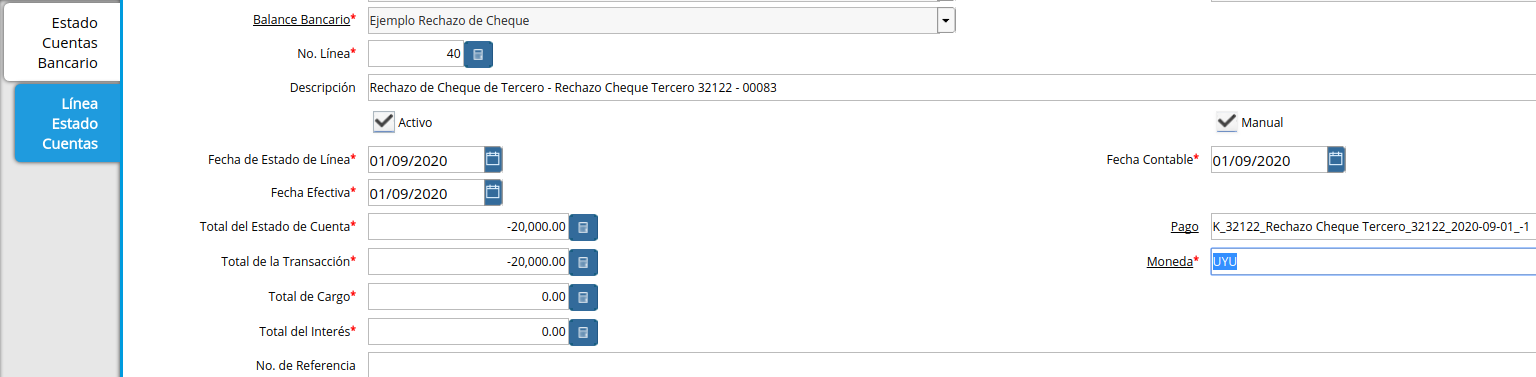 Estado
Cuentas
Bancario
Línea
Estado
Cuentas
Balance Bancario* Ejemplo Rechazo de Cheque
No. Línea* 40
Descripción Rechazo de Cheque de Tercero - Rechazo Cheque Tercero 32122 - 00083
Activo Manual
Fecha de Estado de Línea* 01/09/2020 Fecha Contable* 01/09/2020
Fecha Efectiva* 01/09/2020
Total del Estado de Cuenta* -20,000.00 Pago K_32122_Rechazo Cheque Tercero_32122_2020-09-01_-1
Total de la Transacción* -20,000.00 Moneda* UYU
Total de Cargo* 0.00
Total del Interés* 0.00
No. de Referencia